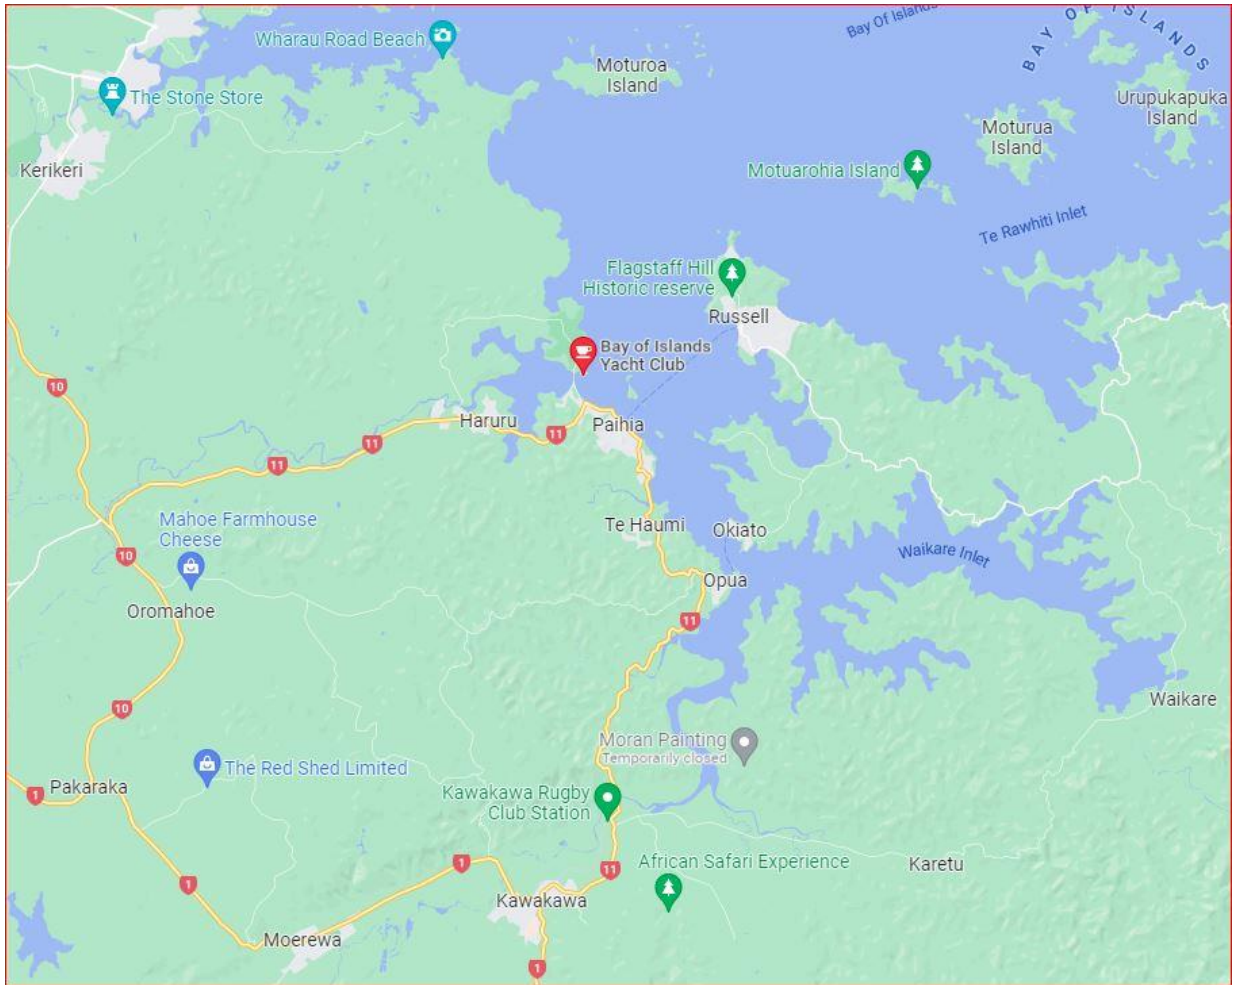 Bay Of Islands
BAY OF ISLANDS
Wharau Road Beach
Moturoa
Island
The Stone Store
Urupukapuka
Island
Moturua
Island
Kerikeri
Motuarohia Island
Te Rawhiti Inlet
Flagstaff Hill
Historic reserve
Russell
Bay of Islands
Yacht Club
10
Haruru
Paihia
11
11
11
Mahoe Farmhouse
Cheese
Te Haumi
Okiato
Waikare Inlet
10
Opua
Oromahoe
11
Waikare
10
Moran Painting
Temporarily closed
The Red Shed Limited
Pakaraka
1
Kawakawa Rugby
Club Station
African Safari Experience
Karetu
1
11
1
Kawakawa
Moerewa
1